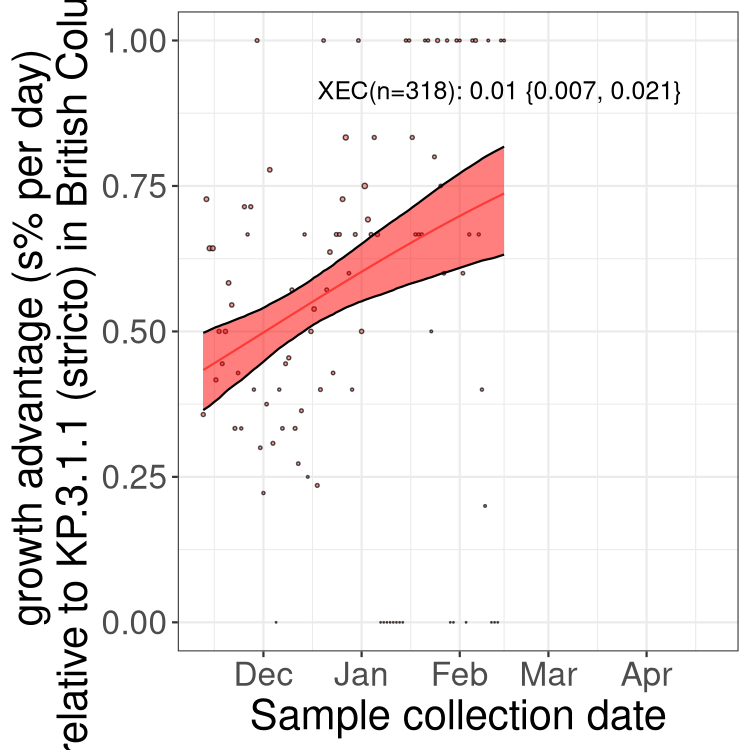 growth advantage (s% per day)
relative to KP.3.1.1 (stricto) in British Colu
1.00
0.75
0.50
0.25
0.00
XEC(n=318): 0.01 {0.007, 0.021}
Dec Jan Feb Mar Apr
Sample collection date